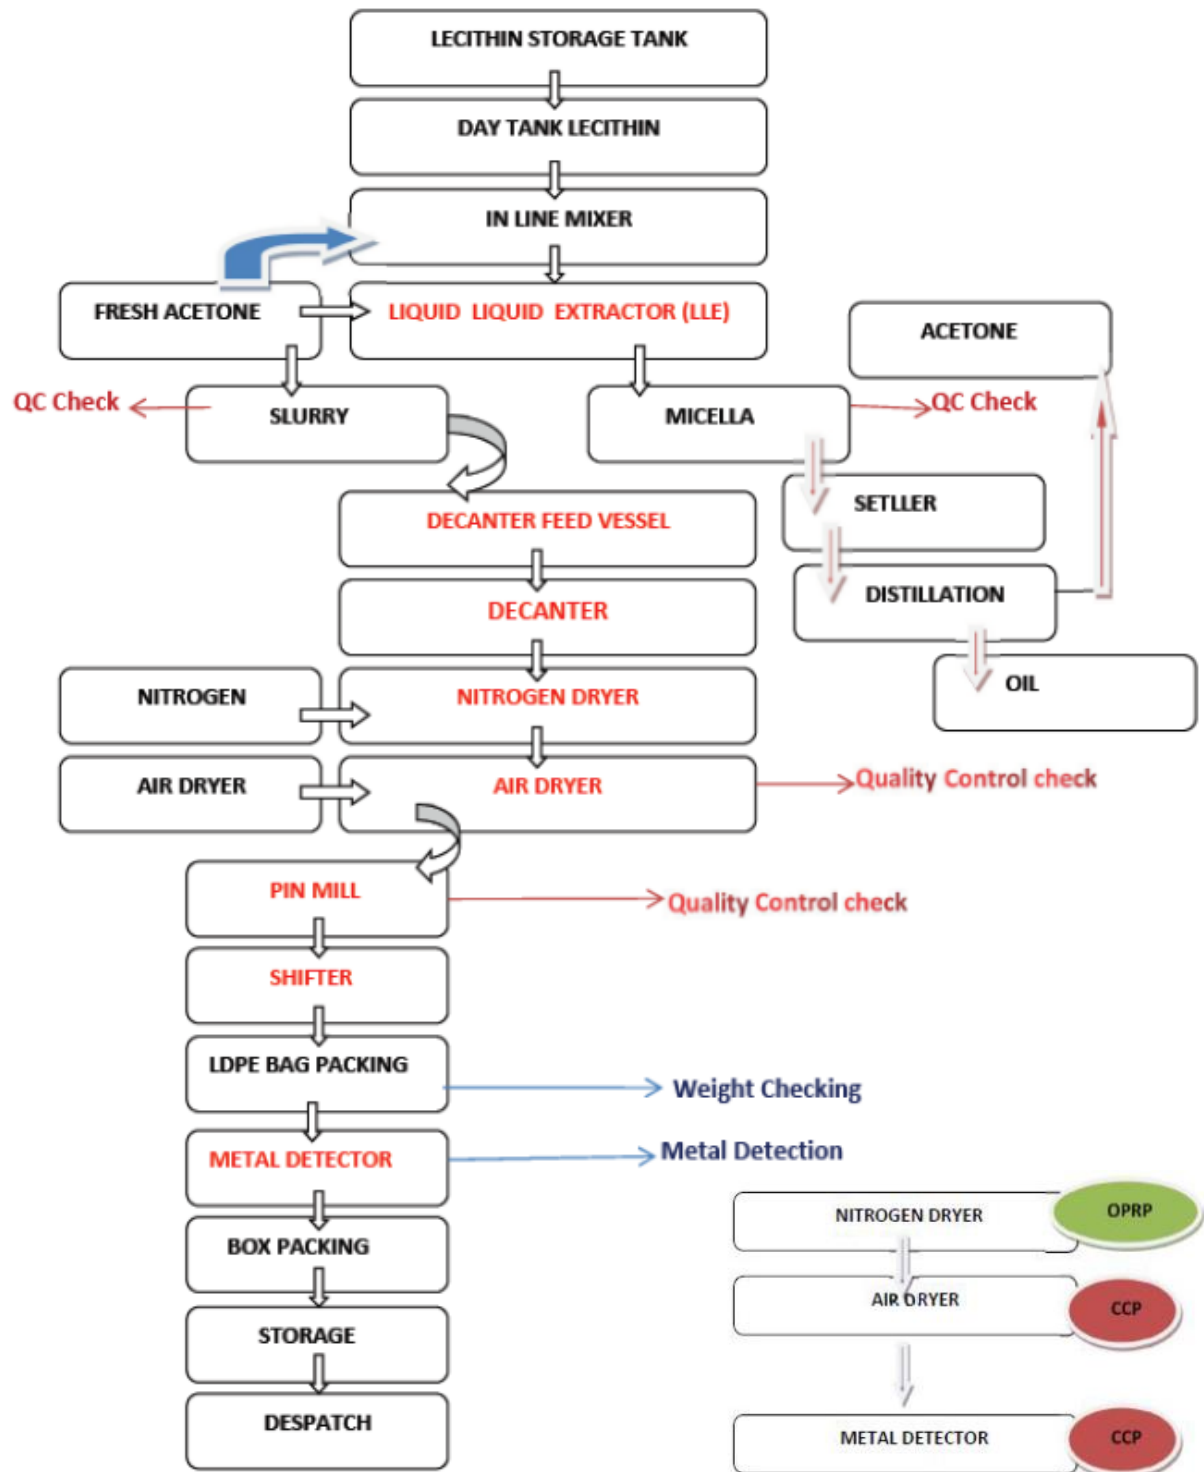 LECITHIN STORAGE TANK
DAY TANK LECITHIN
IN LINE MIXER
FRESH ACETONE
LIQUID LIQUID EXTRACTOR (LLE)
ACETONE
QC Check
SLURRY
MICELLA
QC Check
SETLLER
DECANTER FEED VESSEL
DISTILLATION
DECANTER
OIL
NITROGEN
NITROGEN DRYER
AIR DRYER
AIR DRYER
Quality Control check
PIN MILL
Quality Control check
SHIFTER
LDPE BAG PACKING
Weight Checking
METAL DETECTOR
Metal Detection
BOX PACKING
STORAGE
DESPATCH
NITROGEN DRYER
OPRP
AIR DRYER
CCP
METAL DETECTOR
CCP